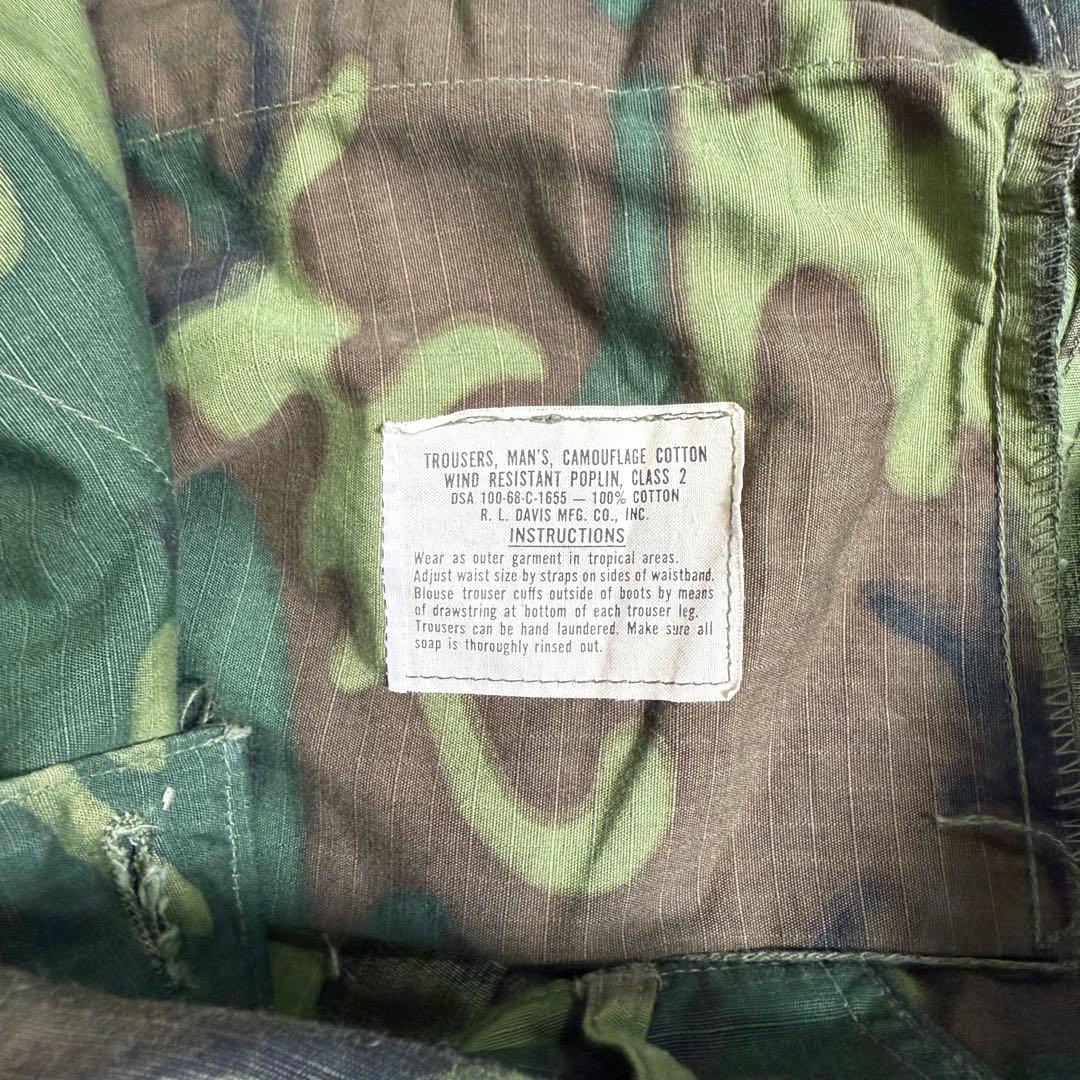 TROUSERS, MAN'S, CAMOUFLAGE COTTON
WIND RESISTANT POPLIN, CLASS 2
DSA 100-68-C-1655 — 100% COTTON
R. L. DAVIS MFG. CO., INC.
INSTRUCTIONS
Wear as outer garment in tropical areas.
Adjust waist size by straps on sides of waistband.
Blouse trouser cuffs outside of boots by means
of drawstring at bottom of each trouser leg.
Trousers can be hand laundered. Make sure all
soap is thoroughly rinsed out.